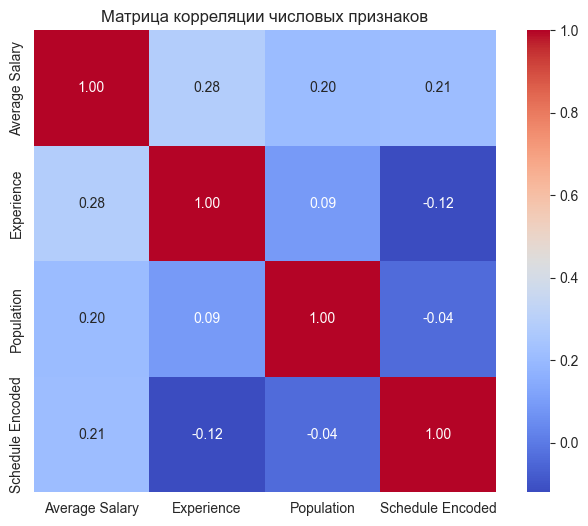 Матрица корреляции числовых признаков
Average Salary 1.00 0.28 0.20 0.21
Experience 0.28 1.00 0.09 -0.12
Population 0.20 0.09 1.00 -0.04
Schedule Encoded 0.21 -0.12 -0.04 1.00
Average Salary Experience Population Schedule Encoded
1.0
0.8
0.6
0.4
0.2
0.0